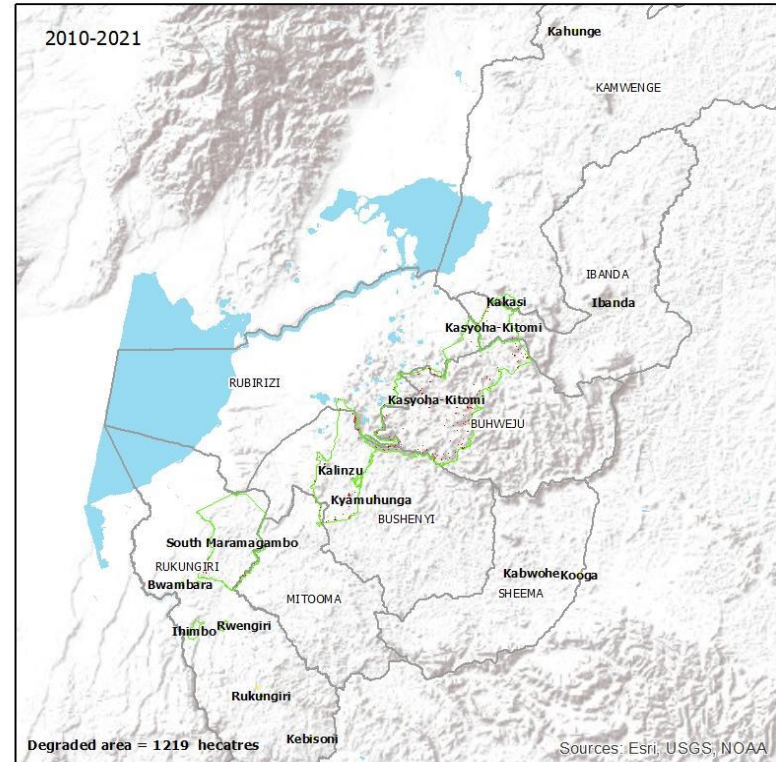 2010-2021
Kahunge
KAMWENGE
IBANDA
Ibanda
Kakasi
Kasyoha-Kitomi
RUBIRIZI
Kasyoha-Kitomi
BUHWEJU
Kalinzu
Kyamuhunga
BUSHENYI
South Maramagambo
RUKUNGIRI
Bwambara
Kabwohe
Kooga
SHEEMA
MITOOMA
Ihimbo
Rwengiri
Rukungiri
Kebisoni
Degraded area = 1219 hecatres
Sources: Esri, USGS, NOAA